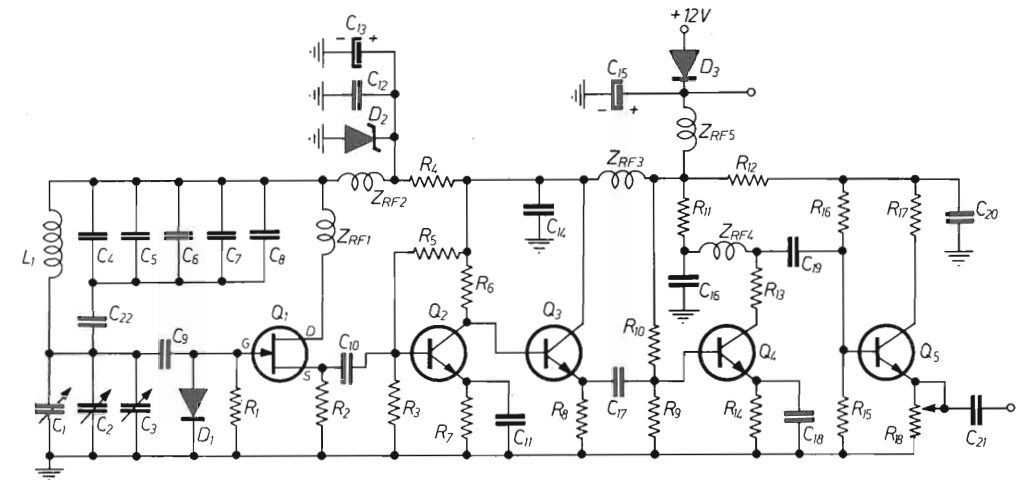 C13
- +
+12V
C12
C15
D3
- +
D2
ZRF5
R4
ZRF3
R12
ZRF2
R16
R17
C20
R11
C14
ZRF1
L1
C4
C5
C6
C7
C8
R5
ZRF4
R6
C16
C19
R13
C22
Q1
Q2
Q3
R10
Q4
Q5
C9
G
D
S
C10
C1
C2
C3
D1
R1
R2
R3
R7
C11
R8
C17
R9
R14
C18
R15
R18
C21